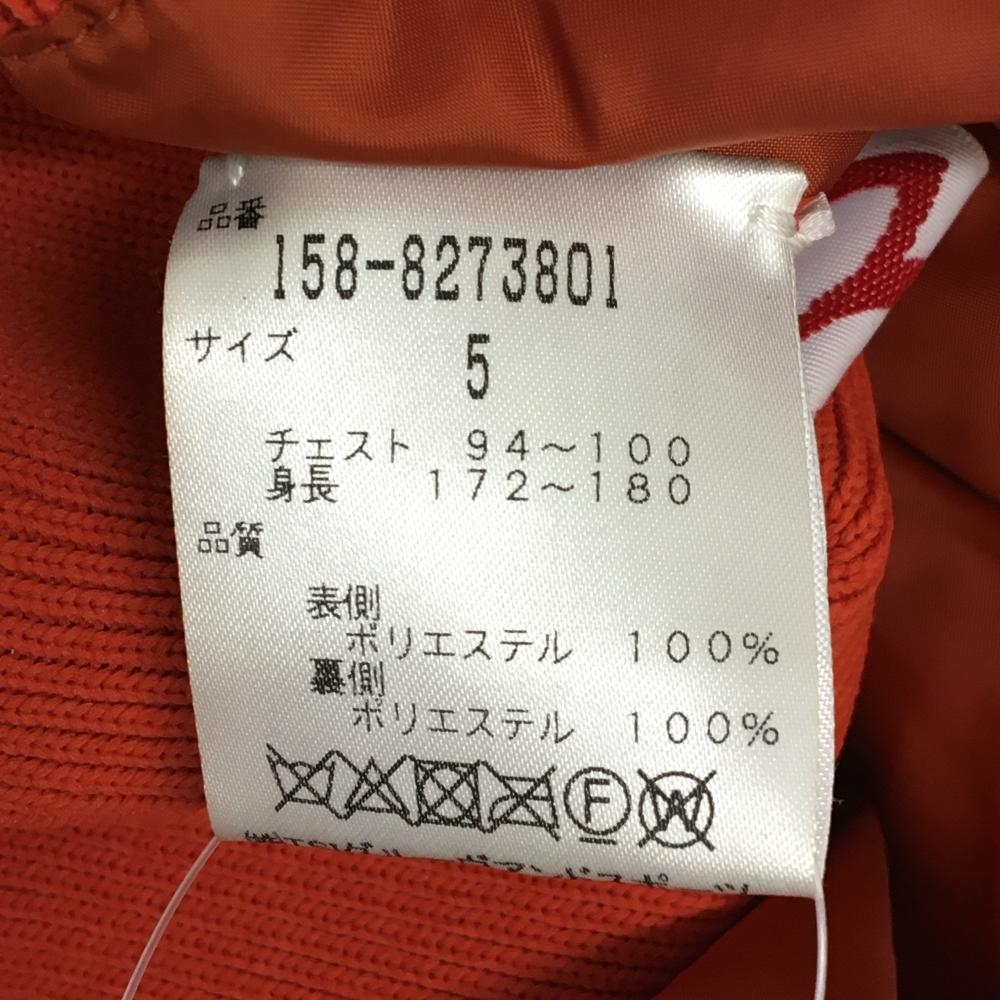 品番
158-8273801
サイズ 5
チェスト 94～100
身長 172～180
品質
表側
ポリエステル 100%
裏側
ポリエステル 100%
F W